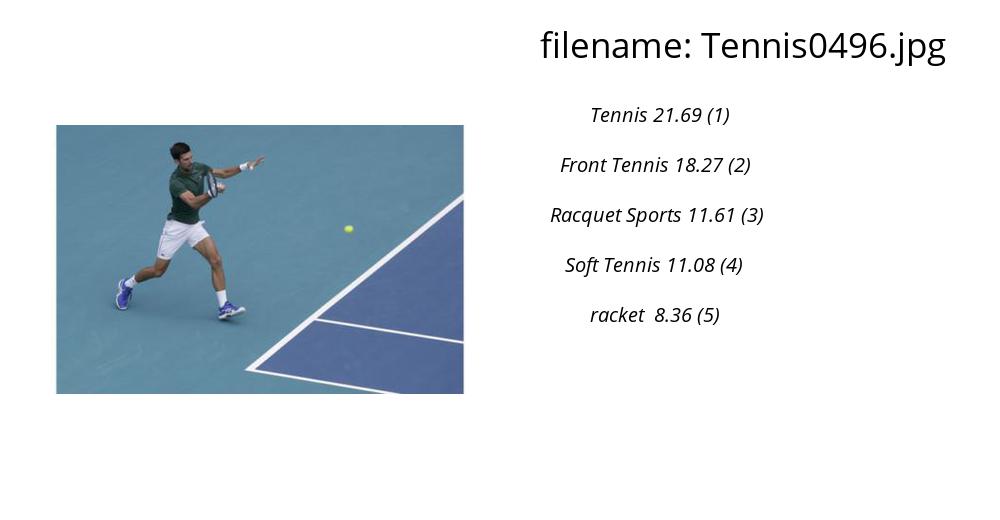 filename: Tennis0496.jpg
Tennis 21.69 (1)
Front Tennis 18.27 (2)
Racquet Sports 11.61 (3)
Soft Tennis 11.08 (4)
racket 8.36 (5)